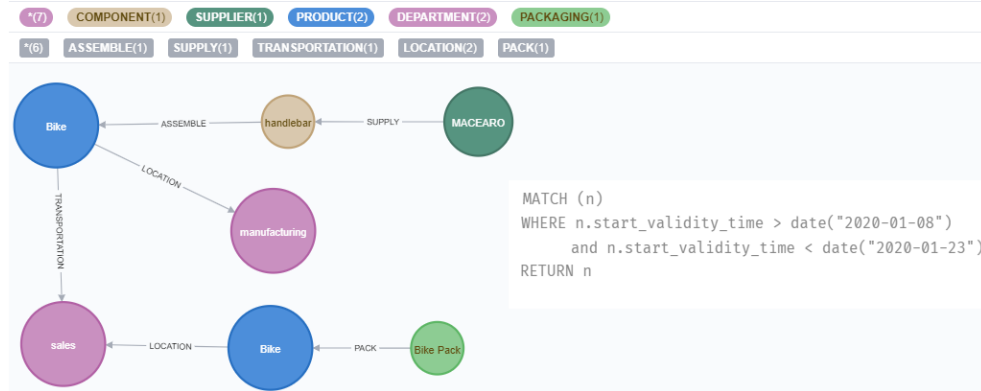 *(7) COMPONENT(1) SUPPLIER(1) PRODUCT(2) DEPARTMENT(2) PACKAGING(1)
*(6) ASSEMBLE(1) SUPPLY(1) TRANSPORTATION(1) LOCATION(2) PACK(1)
Bike ASSEMBLE handlebar SUPPLY MACEARO
LOCATION
TRANSPORTATION
manufacturing
MATCH (n)
WHERE n.start_validity_time > date("2020-01-08")
and n.start_validity_time < date("2020-01-23")
RETURN n
sales LOCATION Bike PACK Bike Pack